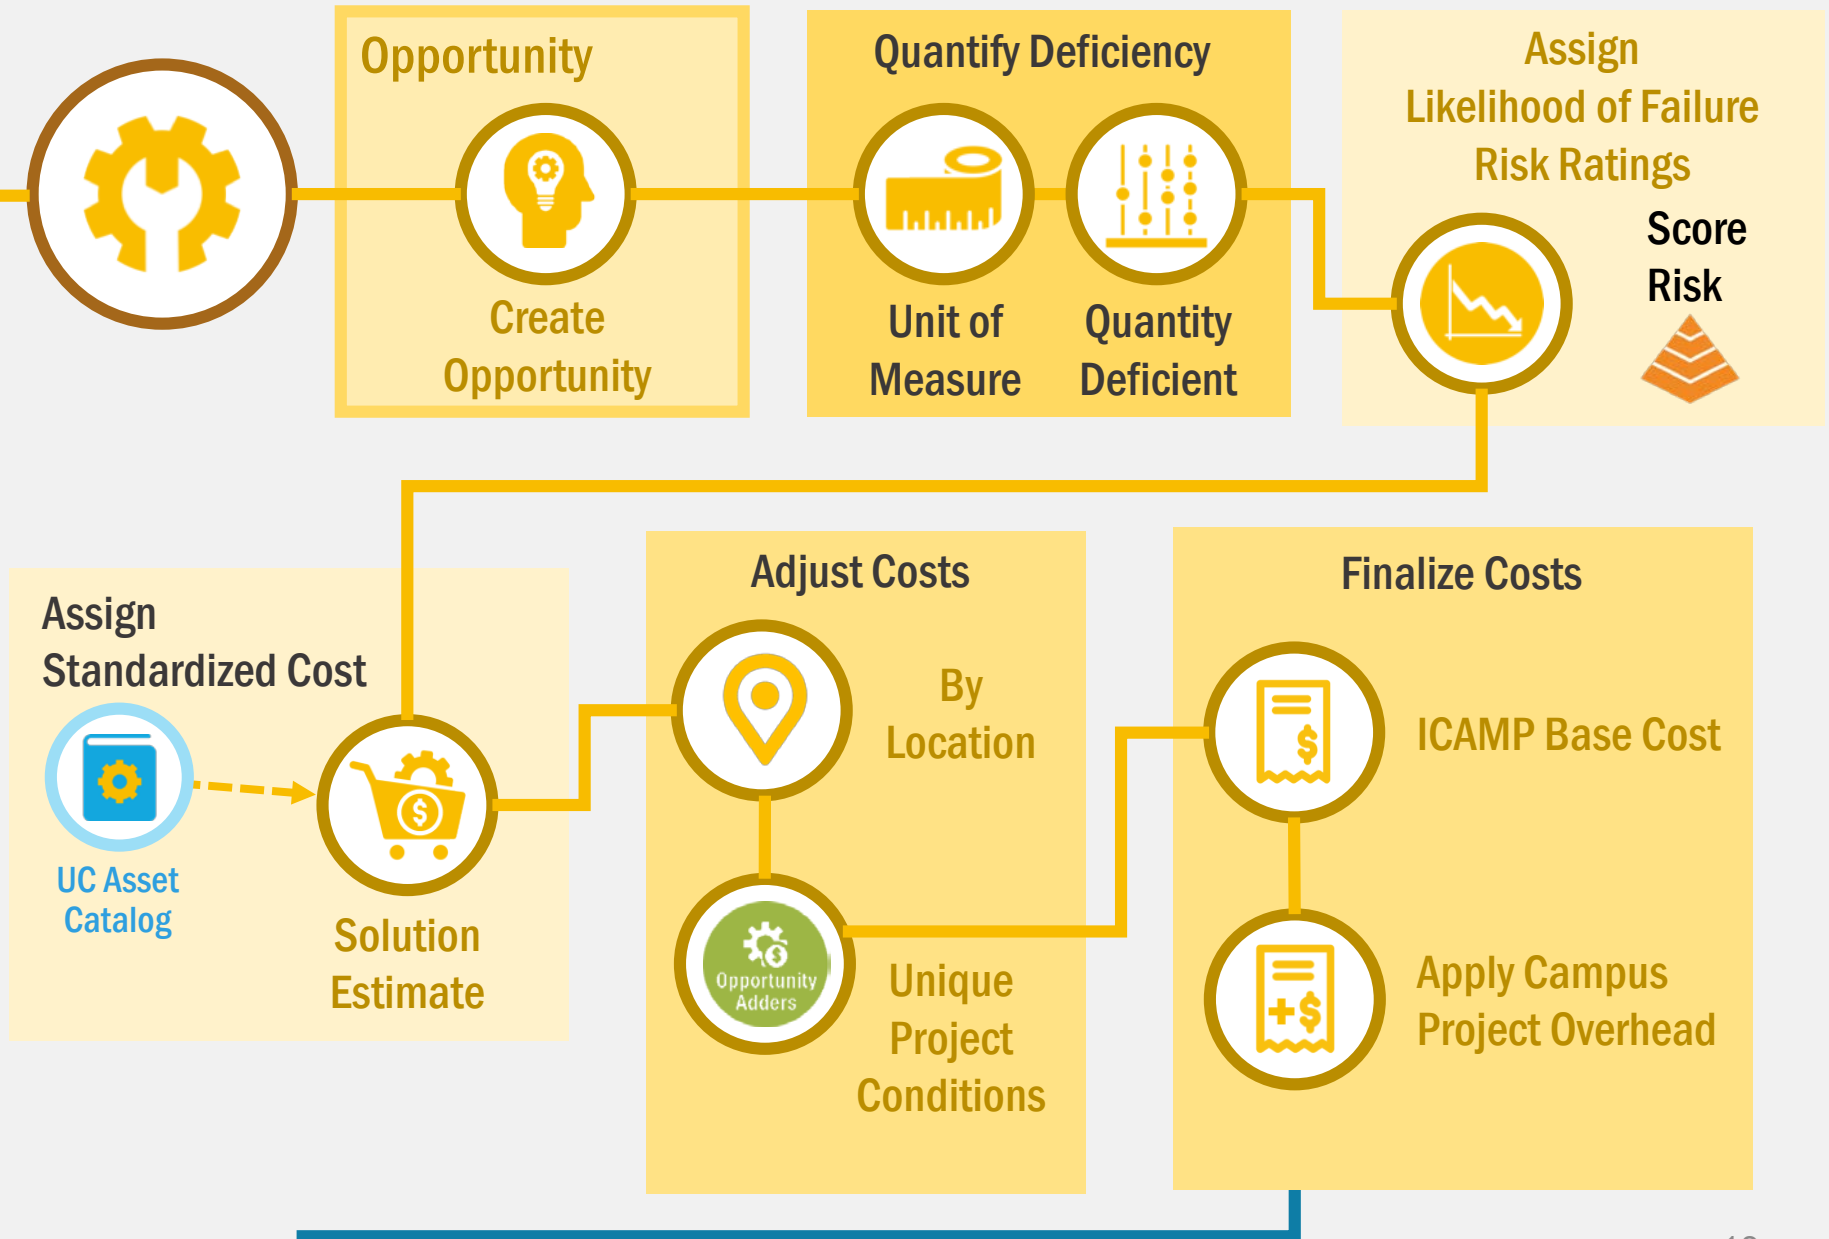 Opportunity
Create
Opportunity
Quantify Deficiency
Unit of
Measure
Quantity
Deficient
Assign
Likelihood of Failure
Risk Ratings
Score
Risk
Assign
Standardized Cost
UC Asset
Catalog
Solution
Estimate
Adjust Costs
By
Location
Opportunity
Adders
Unique
Project
Conditions
Finalize Costs
ICAMP Base Cost
Apply Campus
Project Overhead